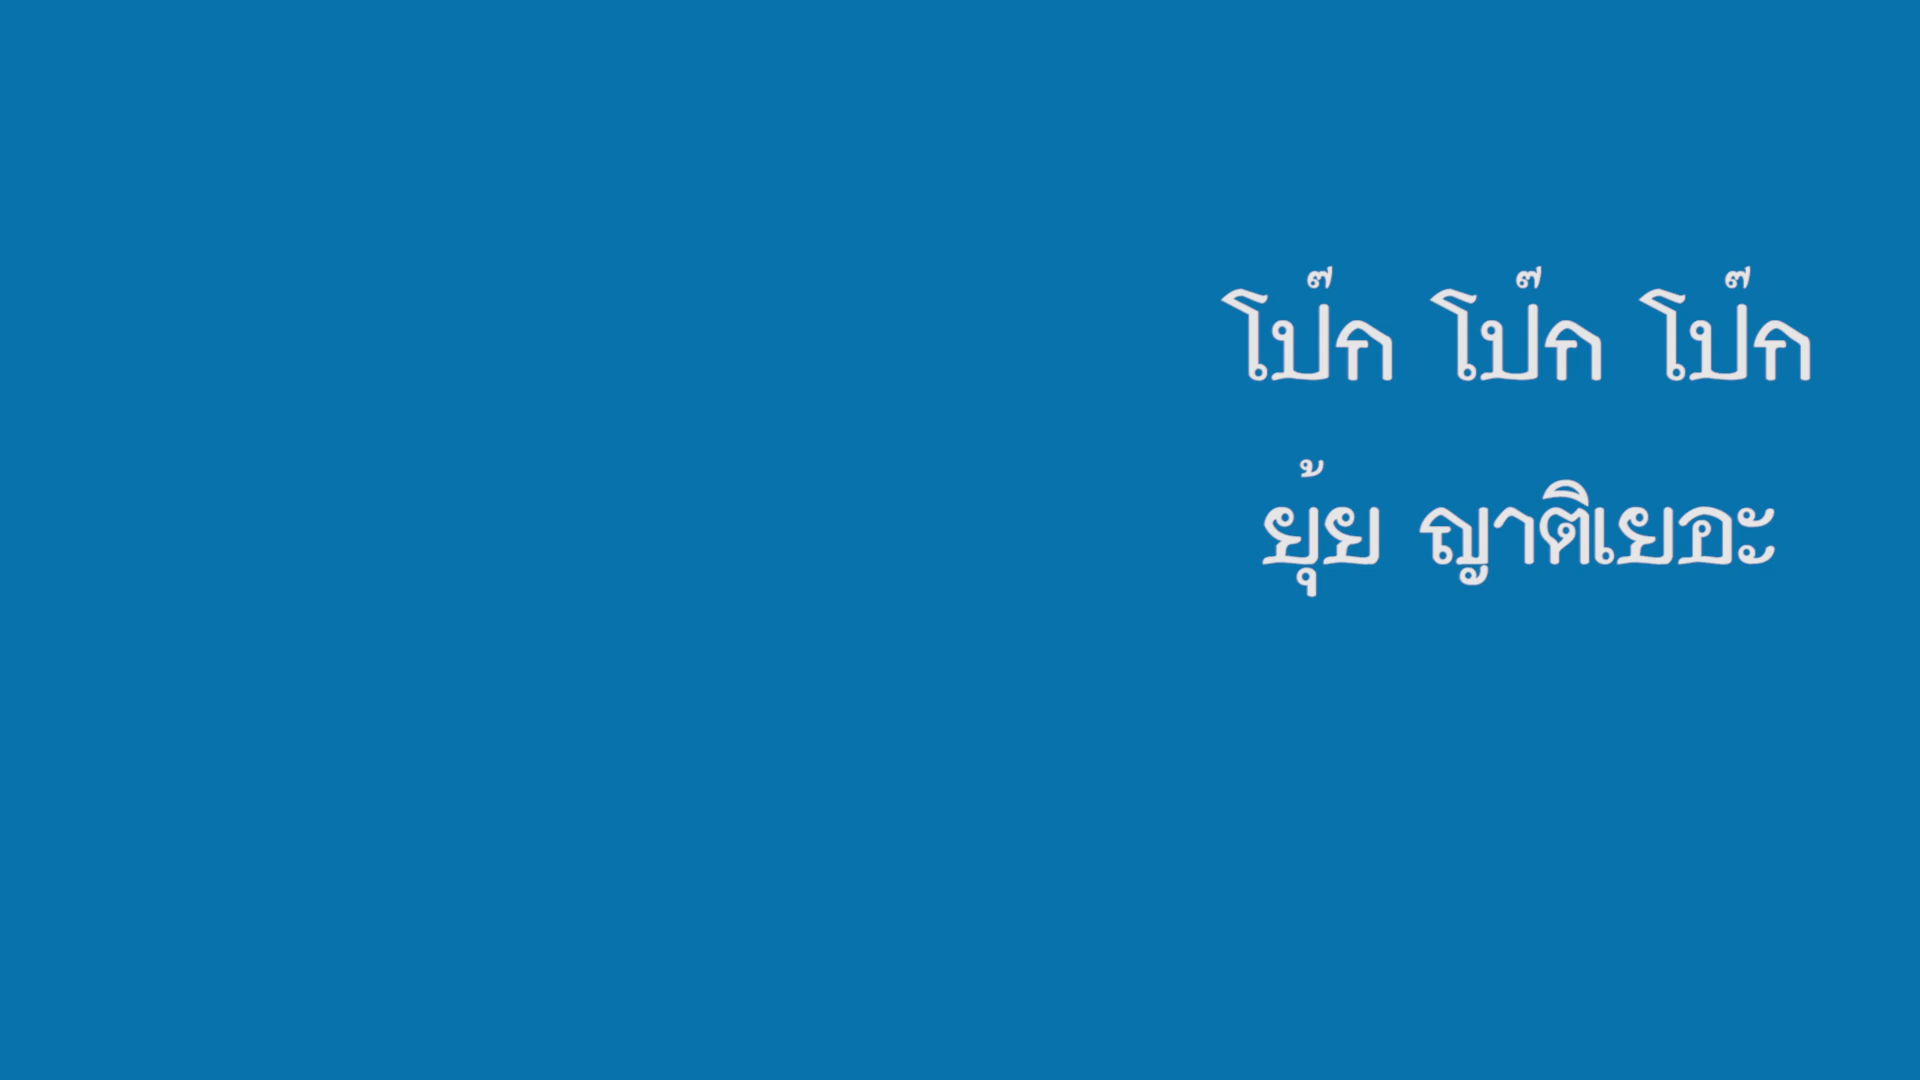 โป๊ก โป๊ก โป๊ก
ยุ้ย ญาติเยอะ